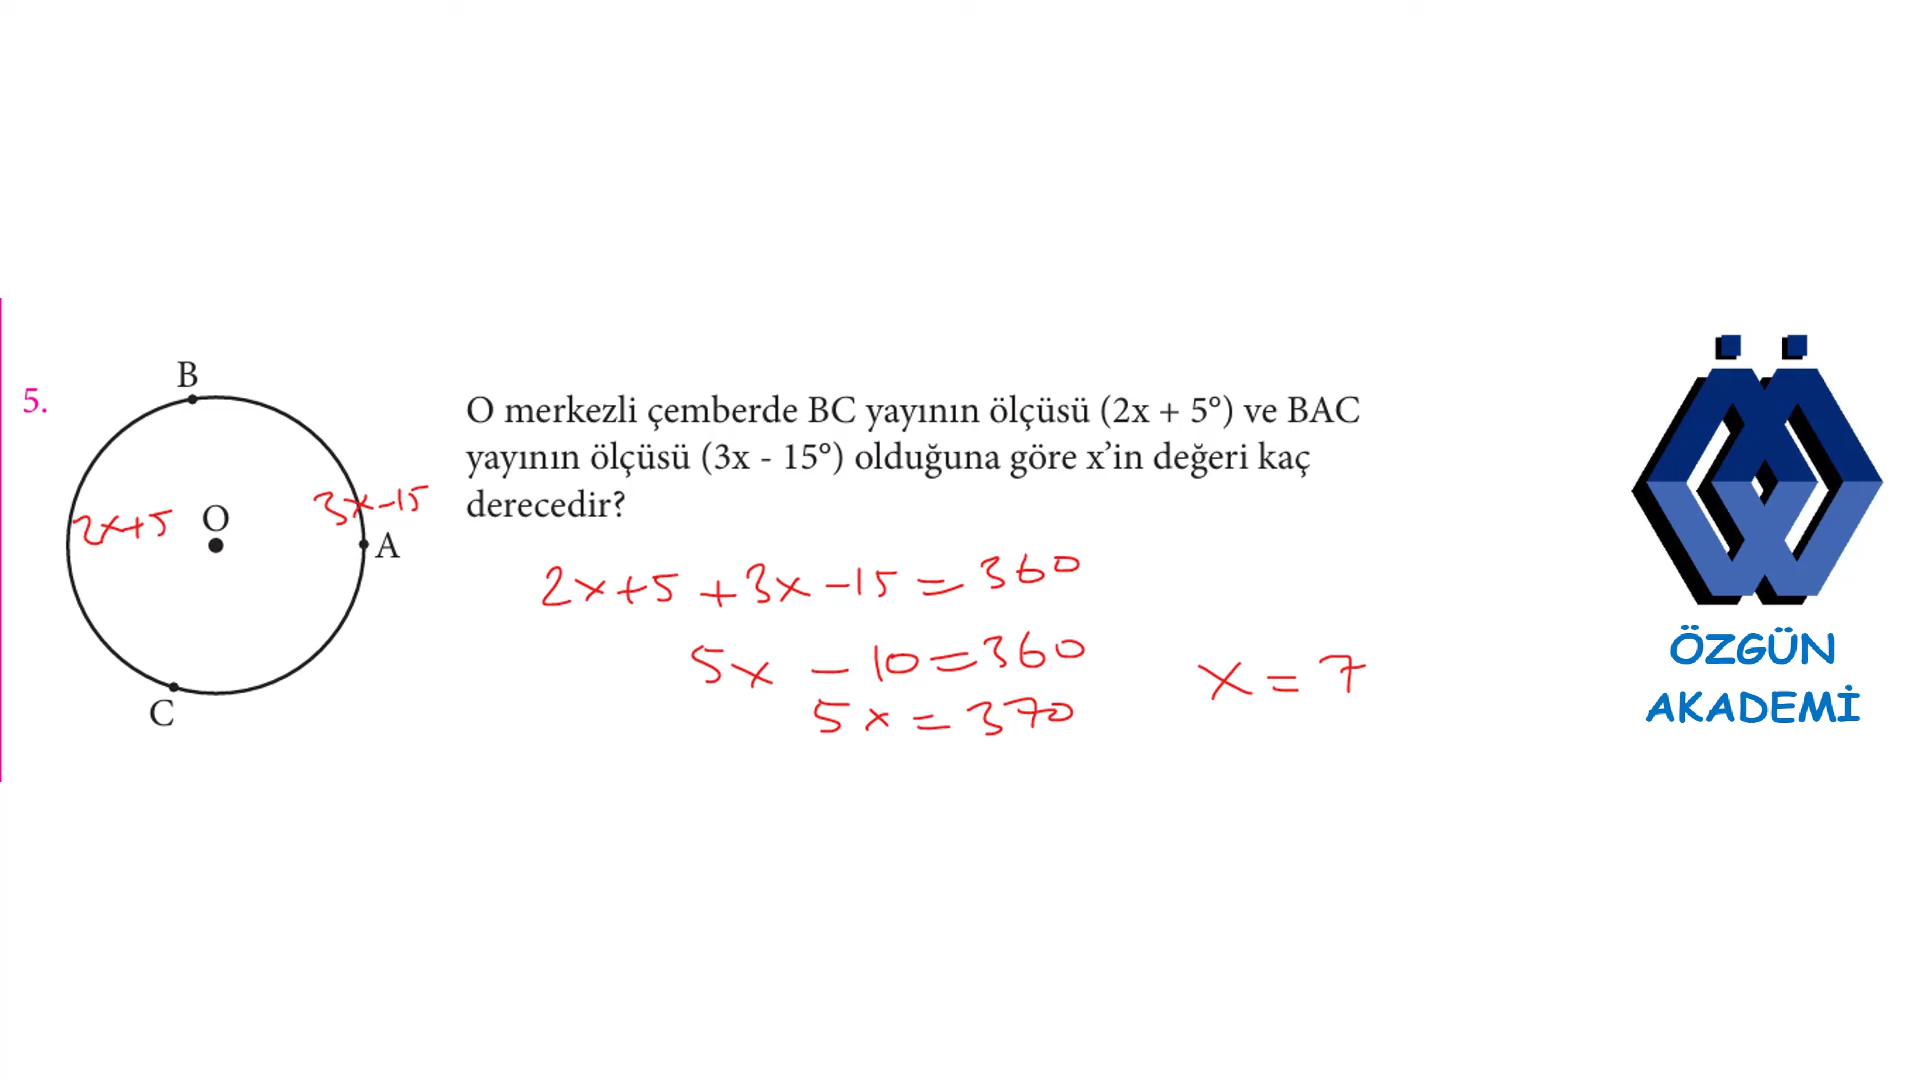 5.
B
O
A
C
2x+5
3x-15
O merkezli çemberde BC yayının ölçüsü (2x + 5°) ve BAC
yayının ölçüsü (3x - 15°) olduğuna göre x’in değeri kaç
derecedir?
2x+5 +3x-15=360
5x - 10=360
5x=370
x=7
ÖZGÜN
AKADEMİ